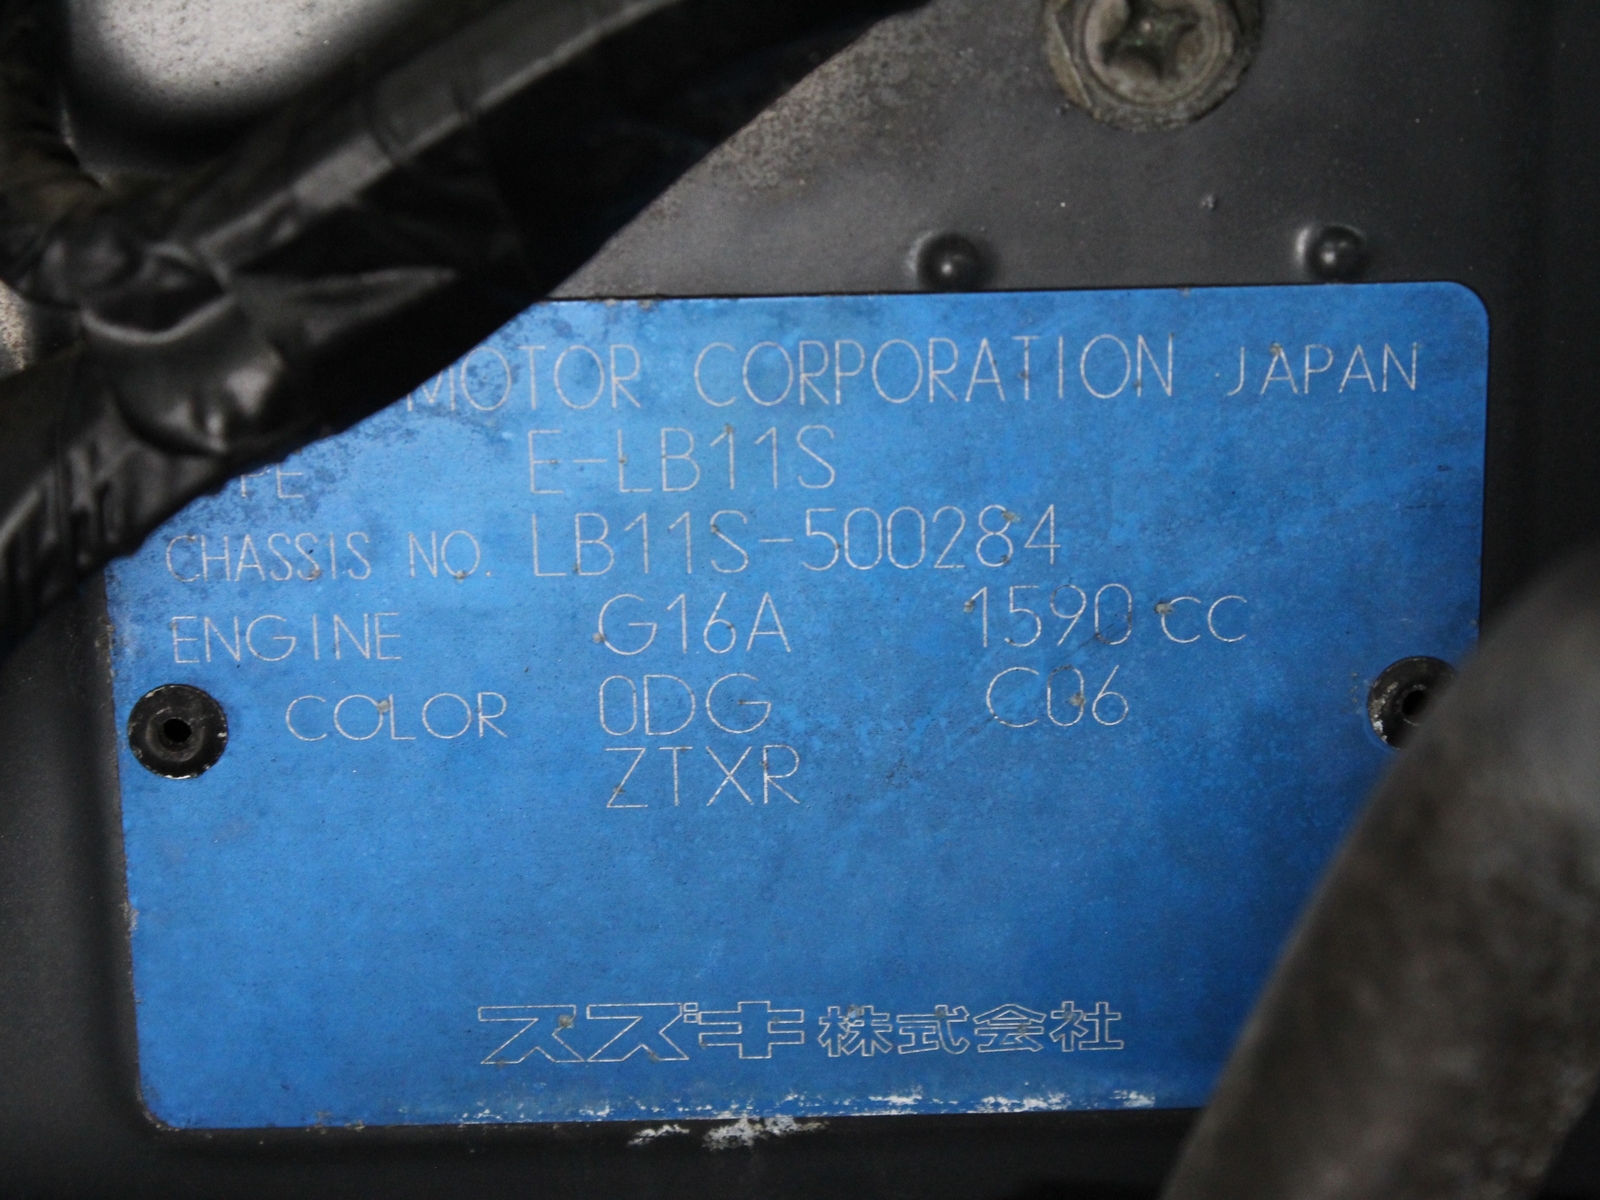 MOTOR CORPORATION JAPAN
PE E-LB11S
CHASSIS NO. LB11S-500284
ENGINE G16A 1590 CC
COLOR 0DG C06
ZTXR
スズキ株式会社